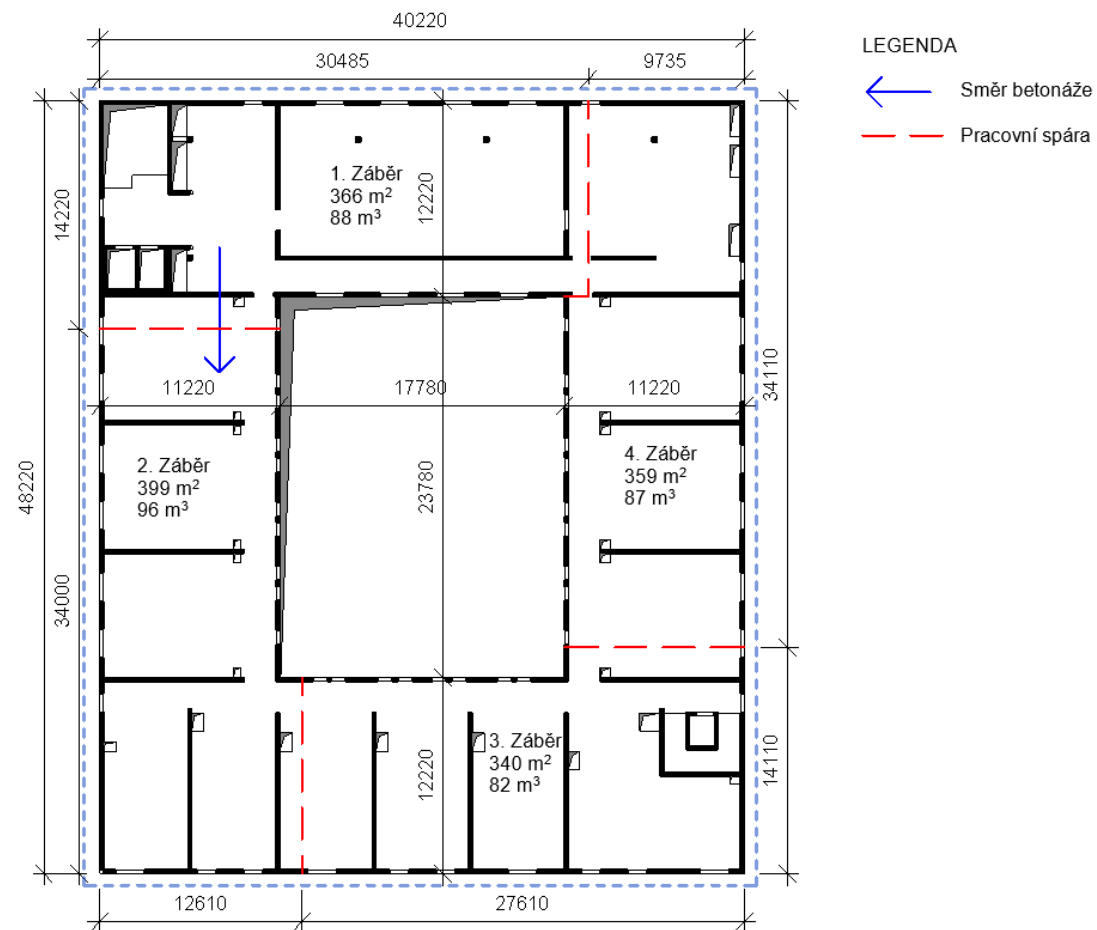 40220
30485
9735
LEGENDA
Směr betonáže
Pracovní spára
14220
1. Záběr
366 m²
88 m³
12220
11220
17780
11220
34110
48220
2. Záběr
399 m²
96 m³
23780
4. Záběr
359 m²
87 m³
34000
3. Záběr
340 m²
82 m³
12220
14110
12610
27610